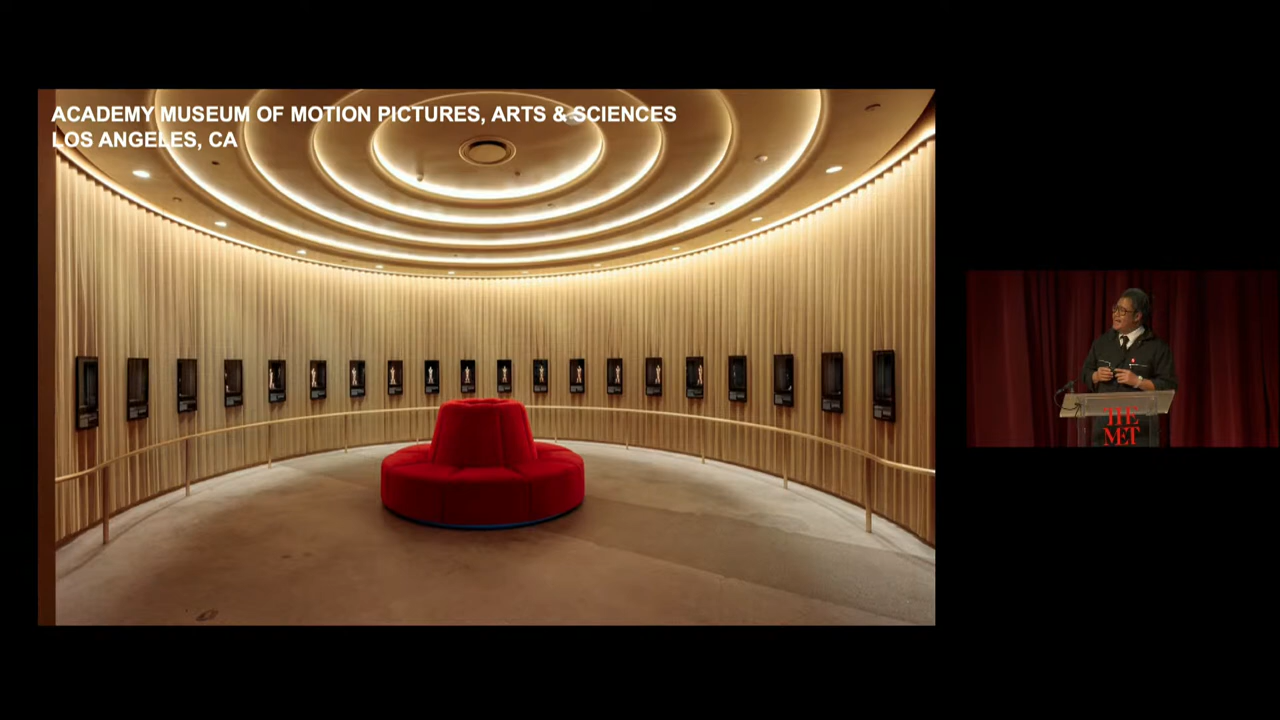 ACADEMY MUSEUM OF MOTION PICTURES, ARTS & SCIENCES
LOS ANGELES, CA
THE
MET